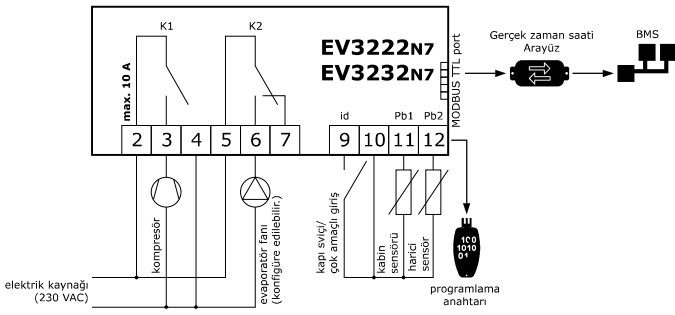 K1
K2
EV3222N7
EV3232N7
max. 10 A
MODBUS TTL port
Gerçek zaman saati
Arayüz
BMS
id
Pb1
Pb2
2
3
4
5
6
7
9
10
11
12
kompresör
evaporatör fanı
(konfigüre edilebilir.)
kapı sviçi/
çok amaçlı giriş
kabin
sensörü
harici
sensör
100
1010
01
programlama
anahtarı
elektrik kaynağı
(230 VAC)